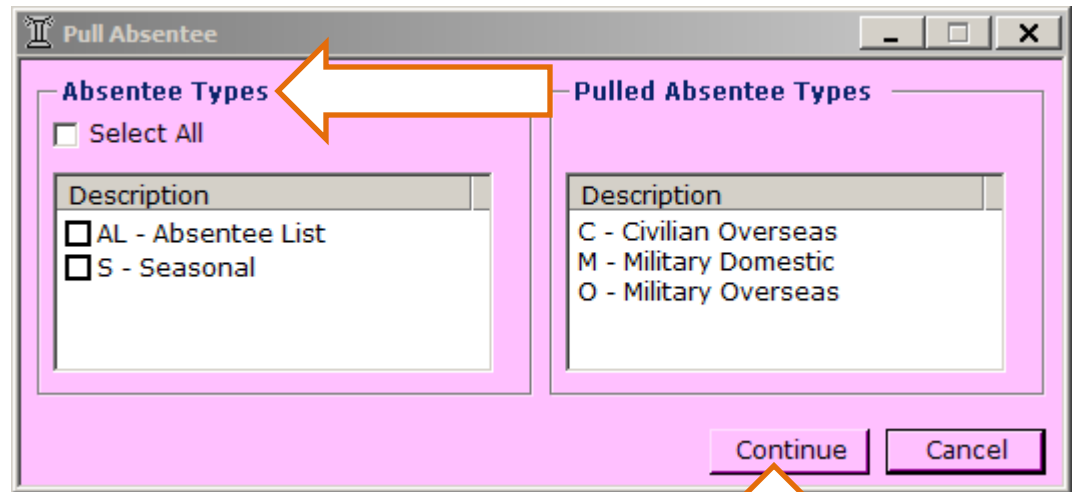 Pull Absentee
Absentee Types
Select All
Description
AL - Absentee List
S - Seasonal
Pulled Absentee Types
Description
C - Civilian Overseas
M - Military Domestic
O - Military Overseas
Continue
Cancel